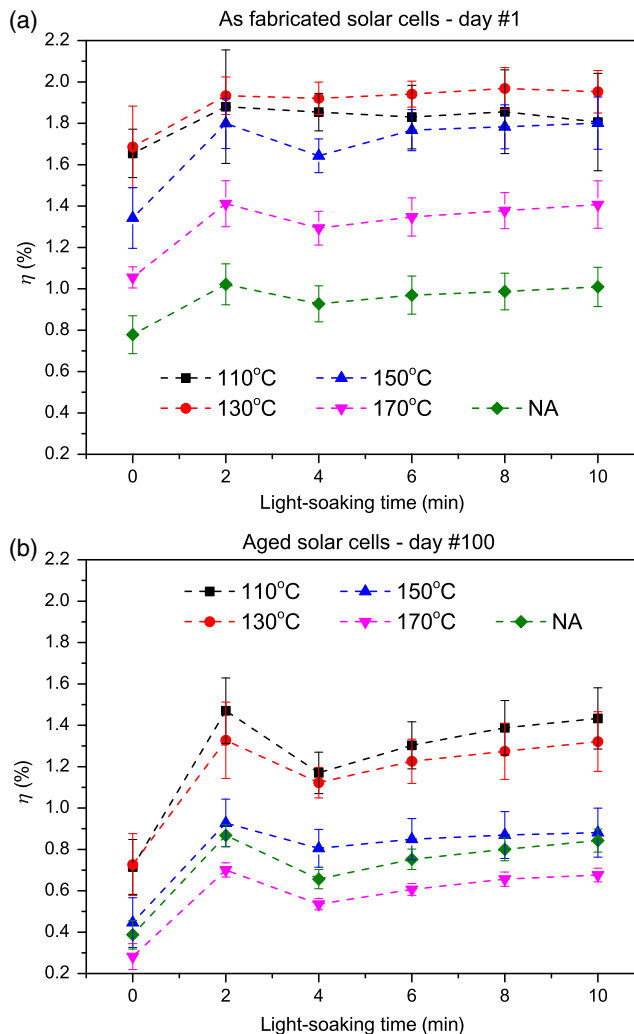 (a)
As fabricated solar cells - day #1
2.2
2.0
1.8
1.6
1.4
1.2
1.0
0.8
0.6
0.4
0.2
η (%)
110°C 150°C
130°C 170°C NA
0 2 4 6 8 10
Light-soaking time (min)
(b)
Aged solar cells - day #100
2.2
2.0
1.8
1.6
1.4
1.2
1.0
0.8
0.6
0.4
0.2
η (%)
110°C 150°C
130°C 170°C NA
0 2 4 6 8 10
Light-soaking time (min)